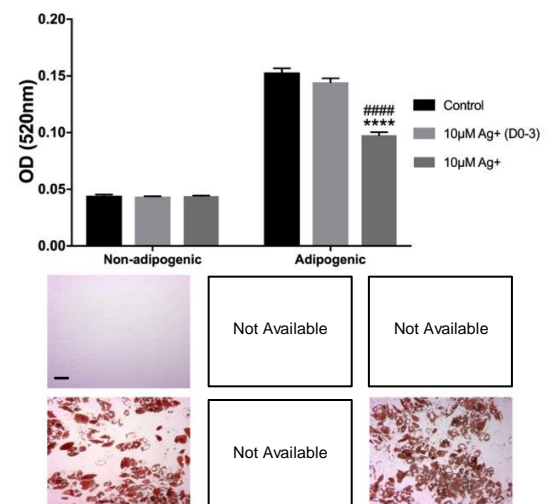 0.20
0.15
0.10
0.05
0.00
OD (520nm)
####
****
Non-adipogenic
Adipogenic
Control
10µM Ag+ (D0-3)
10µM Ag+
Not Available
Not Available
Not Available